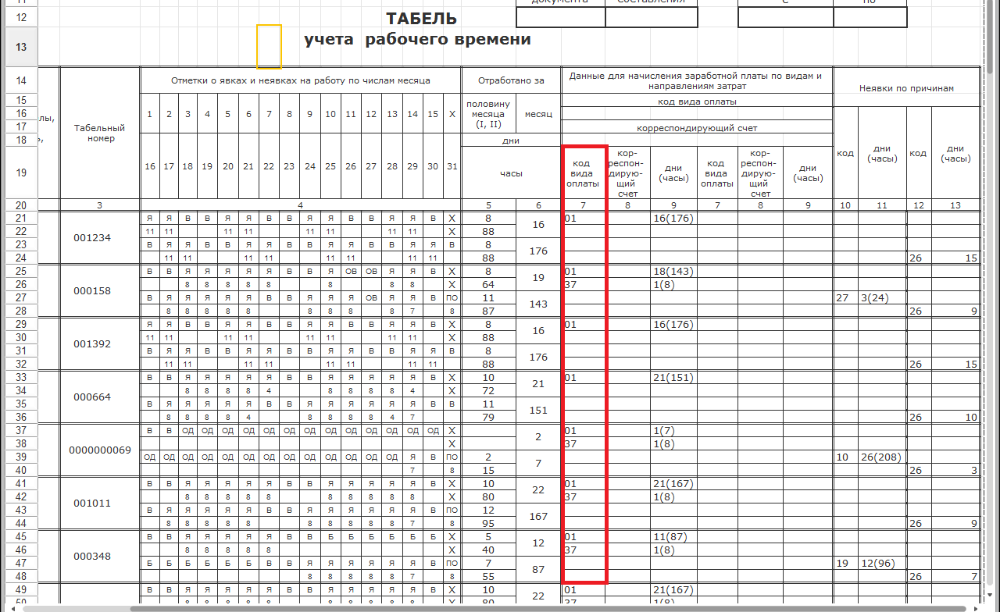 11 документа составления с по
12 ТАБЕЛЬ
13 учета рабочего времени
14 Отметки о явках и неявках на работу по числам месяца Отработано за Данные для начисления заработной платы по видам и направлениям затрат Неявки по причинам
15 код вида оплаты
16 лы, Табельный номер 1 2 3 4 5 6 7 8 9 10 11 12 13 14 15 X половину месяца (I, II) месяц
17 корреспондирующий счет
18 ь, дни
19 16 17 18 19 20 21 22 23 24 25 26 27 28 29 30 31 часы код вида оплаты кор-респон-дирую-щий счет дни (часы) код вида оплаты кор-респон-дирую-щий счет дни (часы) код дни (часы) код дни (часы)
20 3 4 5 6 7 8 9 7 8 9 10 11 12 13
21 001234 Я Я В В Я Я В В Я Я В В Я Я В X 8 16 01 16(176)
22 11 11 11 11 11 11 11 11 X 88
23 В Я Я В В Я Я В В Я Я В В Я Я В 8 176
24 11 11 11 11 11 11 11 11 88 26 15
25 000158 В В Я Я Я Я Я В В Я ОВ ОВ Я Я В X 8 19 01 18(143)
26 8 8 8 8 8 8 8 8 X 64 37 1(8)
27 В Я Я Я Я Я В В Я Я Я ОВ Я Я В ПО 11 143 27 3(24)
28 8 8 8 8 8 8 8 8 8 7 8 87 26 9
29 001392 Я Я В В Я Я В В Я Я В В Я Я В X 8 16 01 16(176)
30 11 11 11 11 11 11 11 11 X 88
31 В Я Я В В Я Я В В Я Я В В Я Я В 8 176
32 11 11 11 11 11 11 11 11 88 26 15
33 000664 В В Я Я Я Я Я В В Я Я Я Я Я В X 10 21 01 21(151)
34 8 8 8 8 4 8 8 8 8 4 X 72
35 В Я Я Я Я Я В В Я Я Я Я Я Я В В 11 151
36 8 8 8 8 4 8 8 8 8 4 7 79 26 10
37 0000000069 В В ОД ОД ОД ОД ОД ОД ОД ОД ОД ОД ОД ОД ОД X 2 01 1(7)
38 X 37 1(8)
39 ОД ОД ОД ОД ОД ОД ОД ОД ОД ОД ОД ОД ОД Я В ПО 2 7 10 26(208)
40 7 8 15 26 3
41 001011 В В Я Я Я Я Я В В Я Я Я Я Я В X 10 22 01 21(167)
42 8 8 8 8 8 8 8 8 8 8 X 80 37 1(8)
43 В Я Я Я Я Я В В Я Я Я Я Я Я В ПО 12 167
44 8 8 8 8 8 8 8 8 8 8 7 8 95 26 9
45 000348 В В Я Я Я Я Я В В Б Б Б Б Б Б X 5 12 01 11(87)
46 8 8 8 8 8 X 40 37 1(8)
47 Б Б Б Б Б Б В В Я Я Я Я Я Я В ПО 7 87 19 12(96)
48 8 8 8 8 8 7 8 55 26 7
49 В В Я Я Я Я Я В В Я Я Я Я Я В X 10 22 01 21(167)
50 8 8 8 8 8 8 8 8 8 8 X 80 37 1(8)